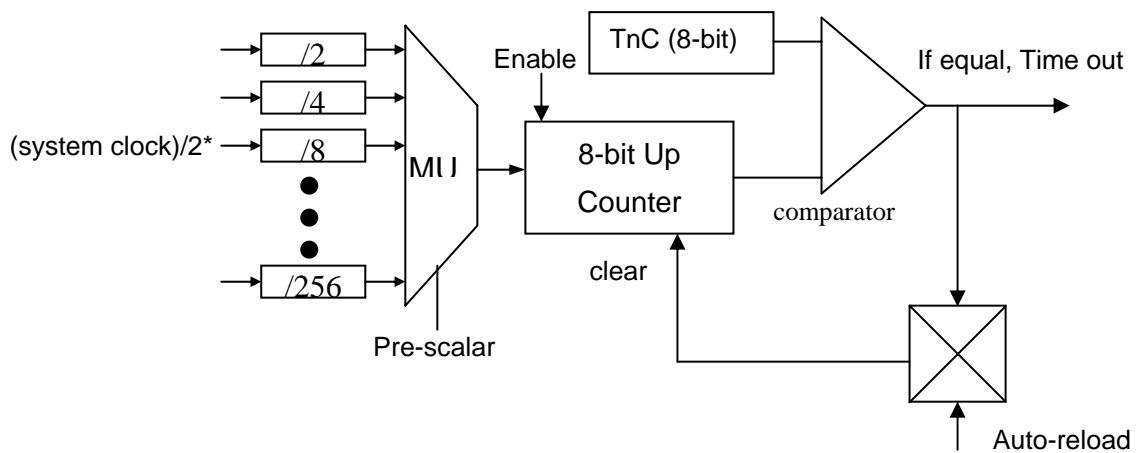 /2
/4
(system clock)/2*
/8
/256
MU
Pre-scalar
Enable
TnC (8-bit)
8-bit Up
Counter
clear
comparator
If equal, Time out
Auto-reload